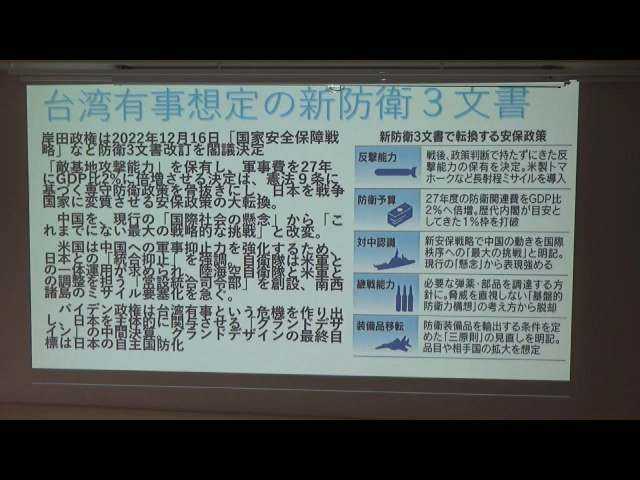 台湾有事想定の新防衛３文書
岸田政権は2022年12月16日「国家安全保障戦
略」など防衛3文書改訂を閣議決定
「敵基地攻撃能力」を保有し、軍事費を27年
にGDP比2%に倍増させる決定は、憲法９条に
基づく専守防衛政策を骨抜きにし、日本を戦争
国家に変質させる安保政策の大転換。
中国を、現行の「国際社会の懸念」から「こ
れまでにない最大の戦略的な挑戦」と改変。
米国は中国への軍事抑止力を強化するため、
日本との「統合抑止」を強調。自衛隊は米軍と
の一体運用が求められ、陸海空自衛隊と米軍と
の調整を担う「常設統合司令部」を創設、南西
諸島のミサイル要塞化を急ぐ。
バイデン政権は台湾有事という危機を作り出
し、日本を主体的に関与させる「グランドデザ
イン」の中間決算。グランドデザインの最終目
標は日本の自主国防化
新防衛3文書で転換する安保政策
反撃能力
戦後、政策判断で持たずにきた反
撃能力の保有を決定。米製トマ
ホークなど長射程ミサイルを導入
防衛予算
27年度の防衛関連費をGDP比
2％へ倍増。歴代内閣が目安と
してきた1％枠を打破
対中認識
新安保戦略で中国の動きを国際
秩序への「最大の挑戦」と明記。
現行の「懸念」から表現強める
継戦能力
必要な弾薬・部品を調達する方
針に。脅威を直視しない「基盤的
防衛力構想」の考え方から脱却
装備品移転
防衛装備品を輸出する条件を定
めた「三原則」の見直しを明記。
品目や相手国の拡大を想定